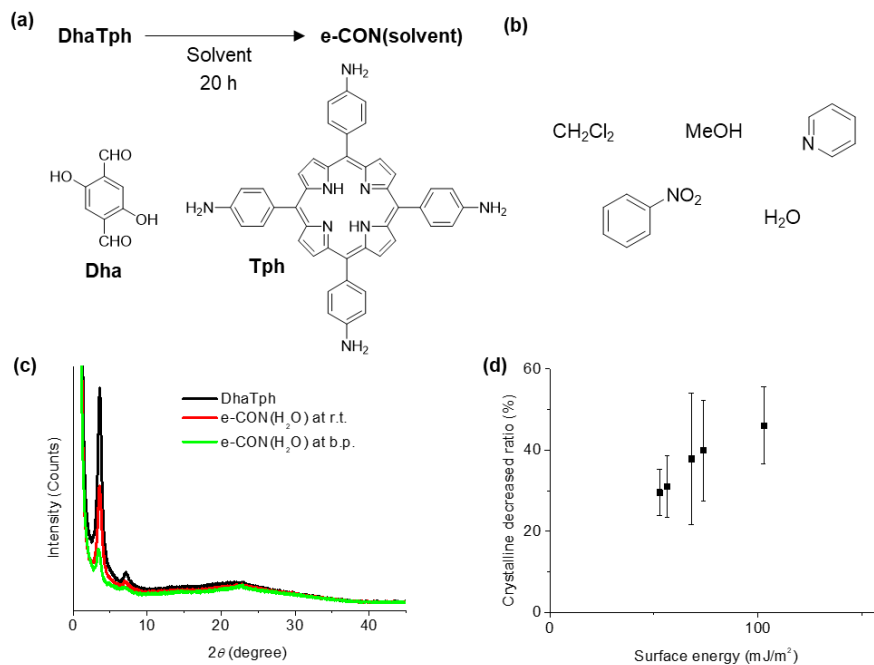 (a)
DhaTph
Solvent
20 h
e-CON(solvent)
CHO
HO
OH
CHO
Dha
NH₂
H₂N
NH
N
N
HN
NH₂
NH₂
Tph
(b)
CH₂Cl₂
MeOH
N
NO₂
H₂O
(c)
DhaTph
e-CON(H₂O) at r.t.
e-CON(H₂O) at b.p.
Intensity (Counts)
0 10 20 30 40
2θ (degree)
(d)
60
40
20
0
Crystalline decreased ratio (%)
0 100
Surface energy (mJ/m²)